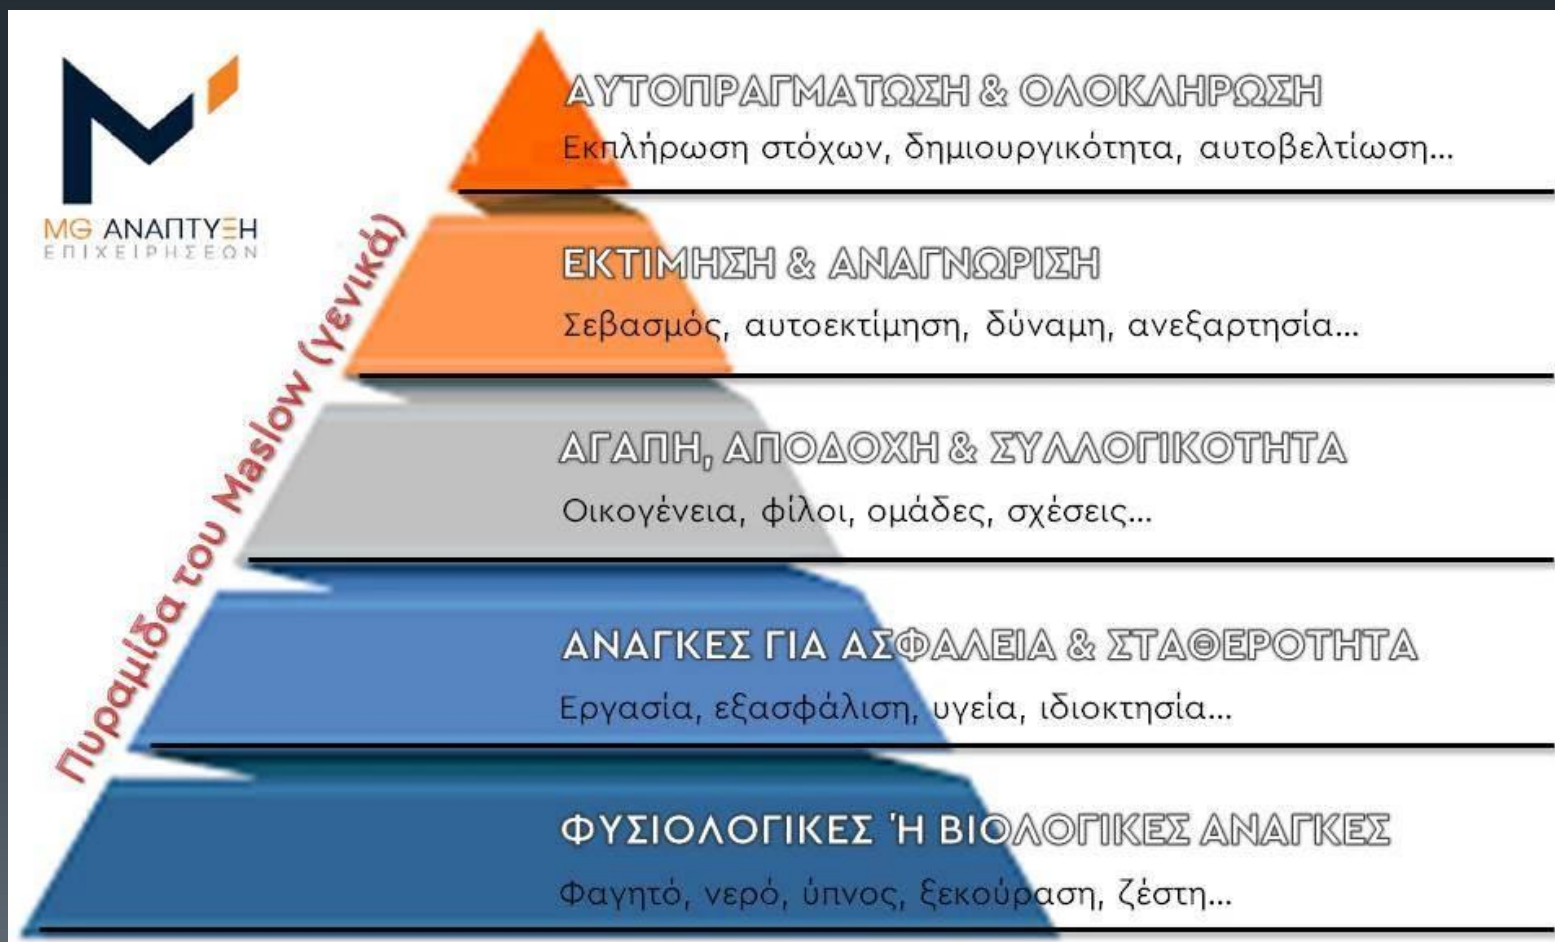 MG ΑΝΑΠΤΥΞΗ
ΕΠΙΧΕΙΡΗΣΕΩΝ
Πυραμίδα του Maslow (γενικά)
ΑΥΤΟΠΡΑΓΜΑΤΩΣΗ & ΟΛΟΚΛΗΡΩΣΗ
Εκπλήρωση στόχων, δημιουργικότητα, αυτοβελτίωση...
ΕΚΤΙΜΗΣΗ & ΑΝΑΓΝΩΡΙΣΗ
Σεβασμός, αυτοεκτίμηση, δύναμη, ανεξαρτησία...
ΑΓΑΠΗ, ΑΠΟΔΟΧΗ & ΣΥΛΛΟΓΙΚΟΤΗΤΑ
Οικογένεια, φίλοι, ομάδες, σχέσεις...
ΑΝΑΓΚΕΣ ΓΙΑ ΑΣΦΑΛΕΙΑ & ΣΤΑΘΕΡΟΤΗΤΑ
Εργασία, εξασφάλιση, υγεία, ιδιοκτησία...
ΦΥΣΙΟΛΟΓΙΚΕΣ Ή ΒΙΟΛΟΓΙΚΕΣ ΑΝΑΓΚΕΣ
Φαγητό, νερό, ύπνος, ξεκούραση, ζέστη...